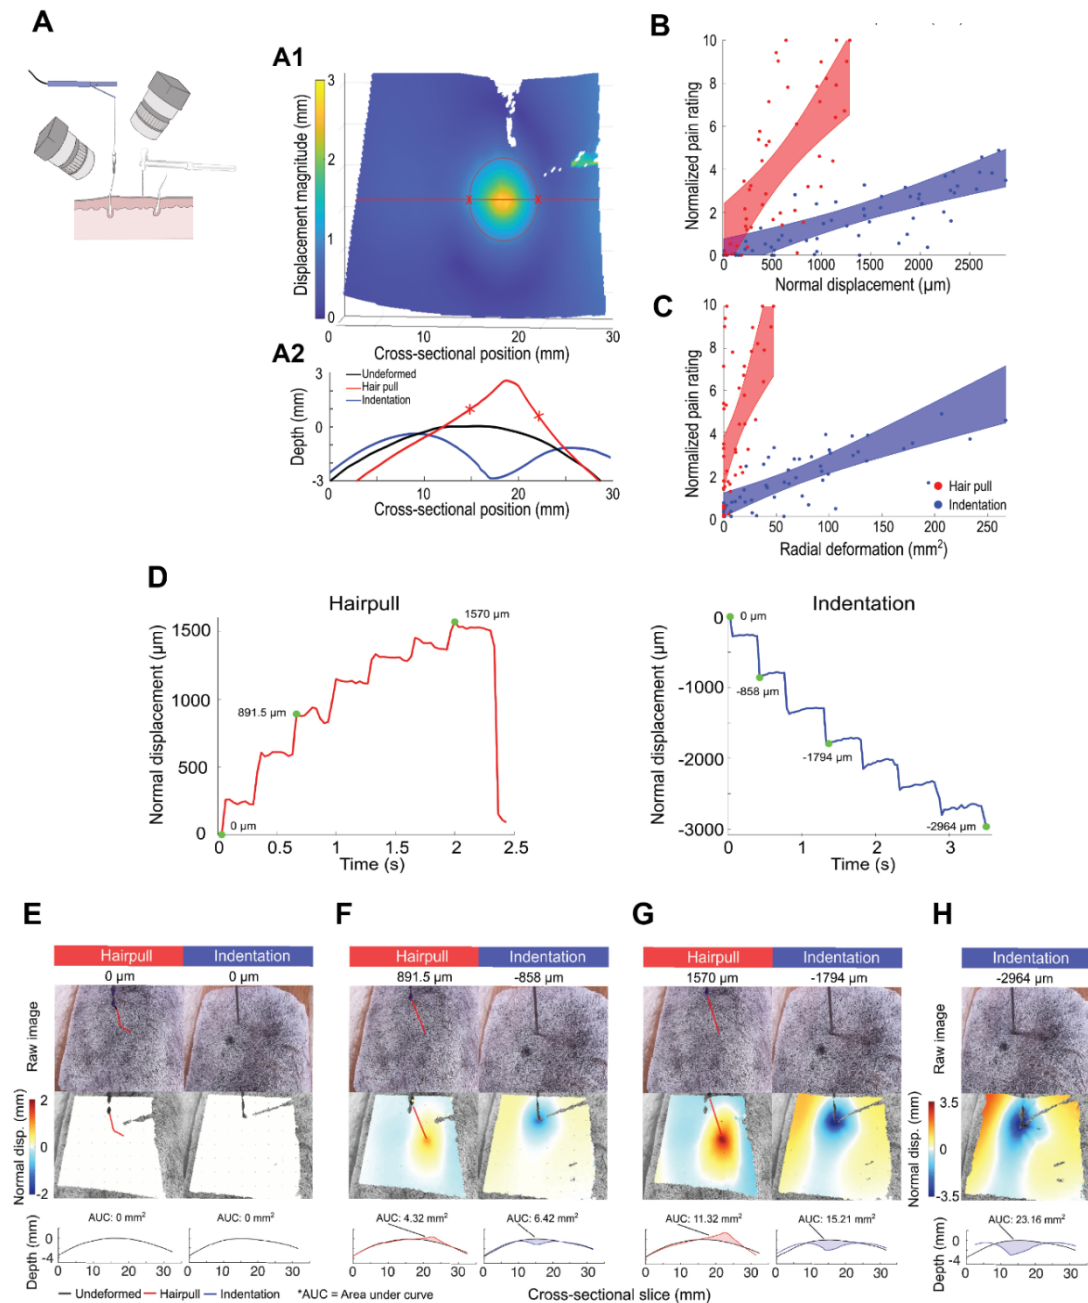 A
A1
Displacement magnitude (mm)
3
2
1
0
0
10
20
30
Cross-sectional position (mm)
A2
Undeformed
Hair pull
Indentation
Depth (mm)
3
0
-3
0
10
20
30
Cross-sectional position (mm)
B
Normalized pain rating
10
8
6
4
2
0
0
500
1000
1500
2000
2500
Normal displacement (µm)
C
Normalized pain rating
10
8
6
4
2
0
Hair pull
Indentation
0
50
100
150
200
250
Radial deformation (mm²)
D
Hairpull
Normal displacement (µm)
1500
1000
500
0
1570 µm
891.5 µm
0 µm
0
0.5
1
1.5
2
2.5
Time (s)
Indentation
Normal displacement (µm)
0
-1000
-2000
-3000
0 µm
-858 µm
-1794 µm
-2964 µm
0
1
2
3
Time (s)
E
Hairpull Indentation
0 µm 0 µm
Raw image
Normal disp. (mm)
2
0
-2
AUC: 0 mm² AUC: 0 mm²
Depth (mm)
0
-4
0 10 20 30 0 10 20 30
F
Hairpull Indentation
891.5 µm -858 µm
AUC: 4.32 mm² AUC: 6.42 mm²
0 10 20 30 0 10 20 30
G
Hairpull Indentation
1570 µm -1794 µm
AUC: 11.32 mm² AUC: 15.21 mm²
0 10 20 30 0 10 20 30
H
Indentation
-2964 µm
Normal disp. (mm)
3.5
0
-3.5
AUC: 23.16 mm²
Depth (mm)
0
-4
0 10 20 30
Undeformed Hairpull Indentation *AUC = Area under curve Cross-sectional slice (mm)